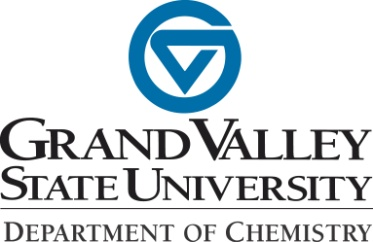 GRAND VALLEY
STATE UNIVERSITY
DEPARTMENT OF CHEMISTRY